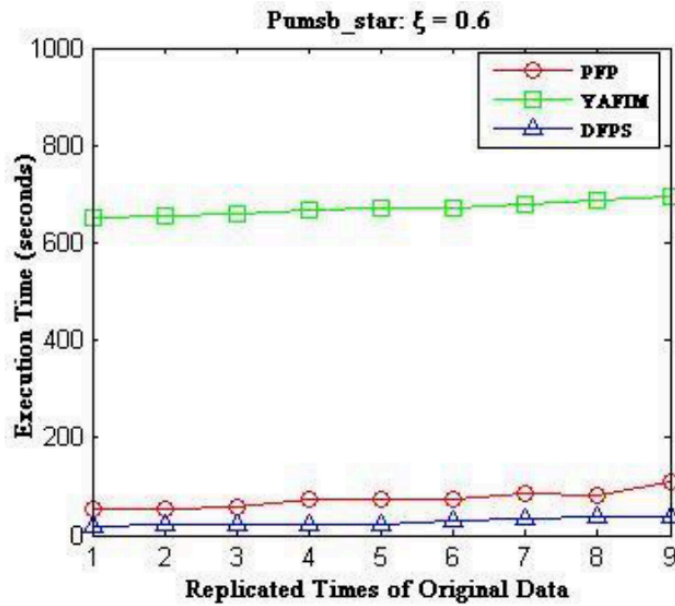 Pumsb_star: ξ = 0.6
1000
800
600
400
200
0
Execution Time (seconds)
PFP
YAFIM
DFPS
1 2 3 4 5 6 7 8 9
Replicated Times of Original Data